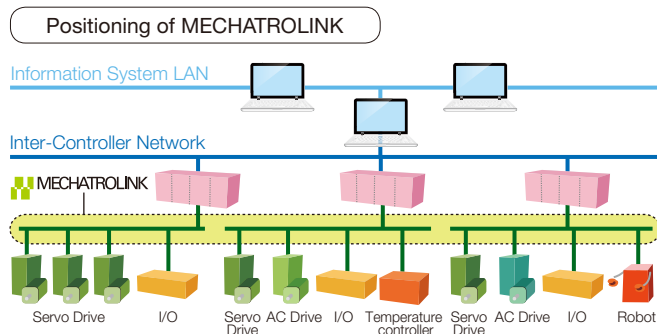 Positioning of MECHATROLINK
Information System LAN
Inter-Controller Network
MECHATROLINK
Servo Drive
I/O
Servo
Drive
AC Drive
I/O
Temperature
controller
Servo
Drive
AC Drive
I/O
Robot